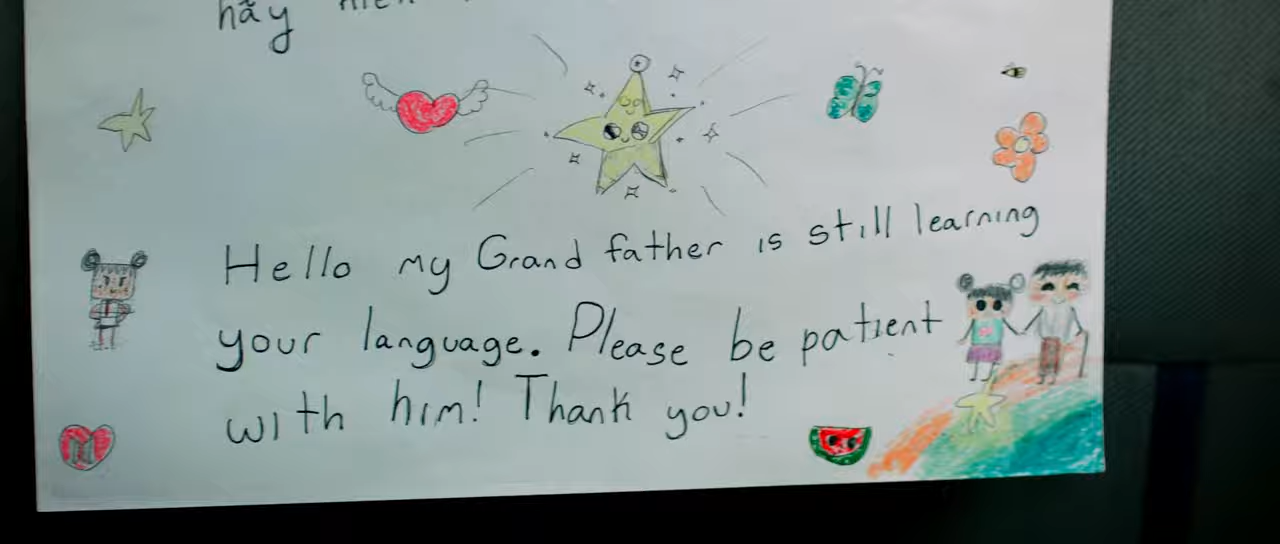 hãy
Hello my Grand father is still learning
your language. Please be patient
with him! Thank you!
M